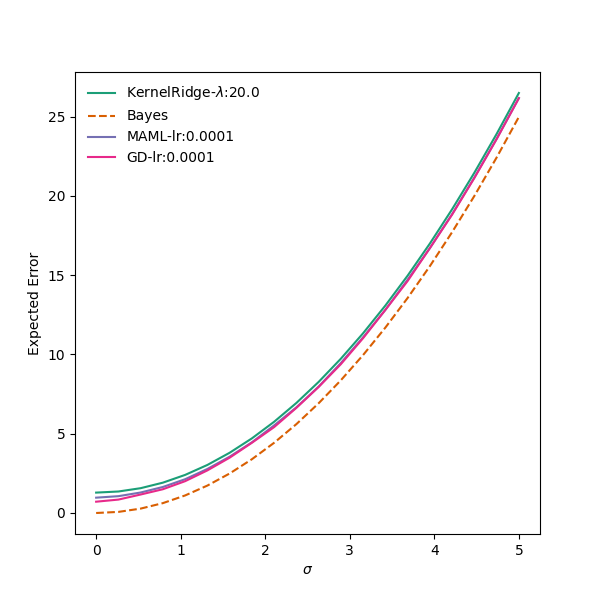 KernelRidge-λ:20.0
Bayes
MAML-lr:0.0001
GD-lr:0.0001
Expected Error
25
20
15
10
5
0
0 1 2 3 4 5
σ